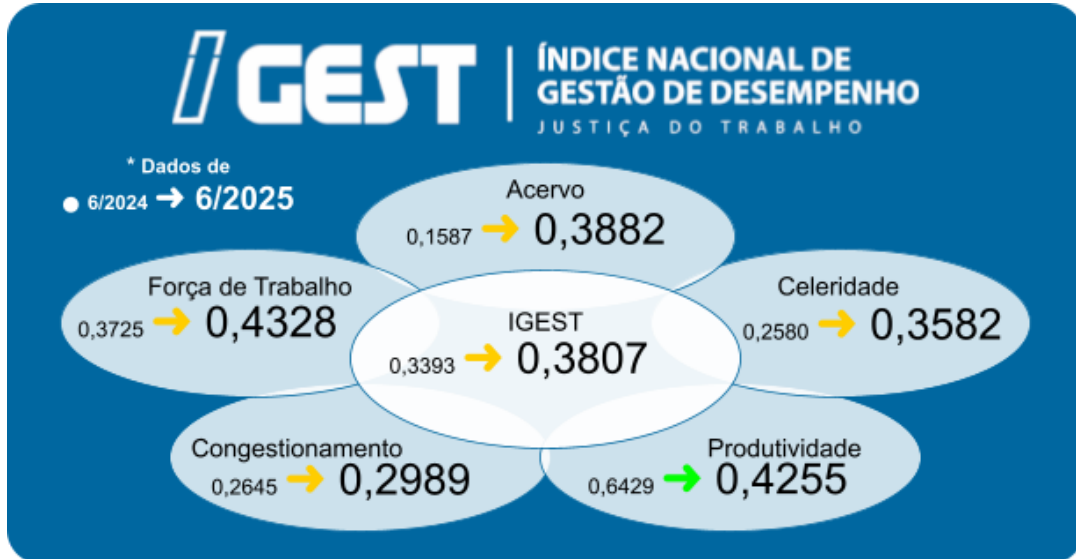 IGEST
ÍNDICE NACIONAL DE
GESTÃO DE DESEMPENHO
JUSTIÇA DO TRABALHO
* Dados de
6/2024 → 6/2025
Acervo
0,1587 → 0,3882
Força de Trabalho
0,3725 → 0,4328
IGEST
0,3393 → 0,3807
Celeridade
0,2580 → 0,3582
Congestionamento
0,2645 → 0,2989
Produtividade
0,6429 → 0,4255